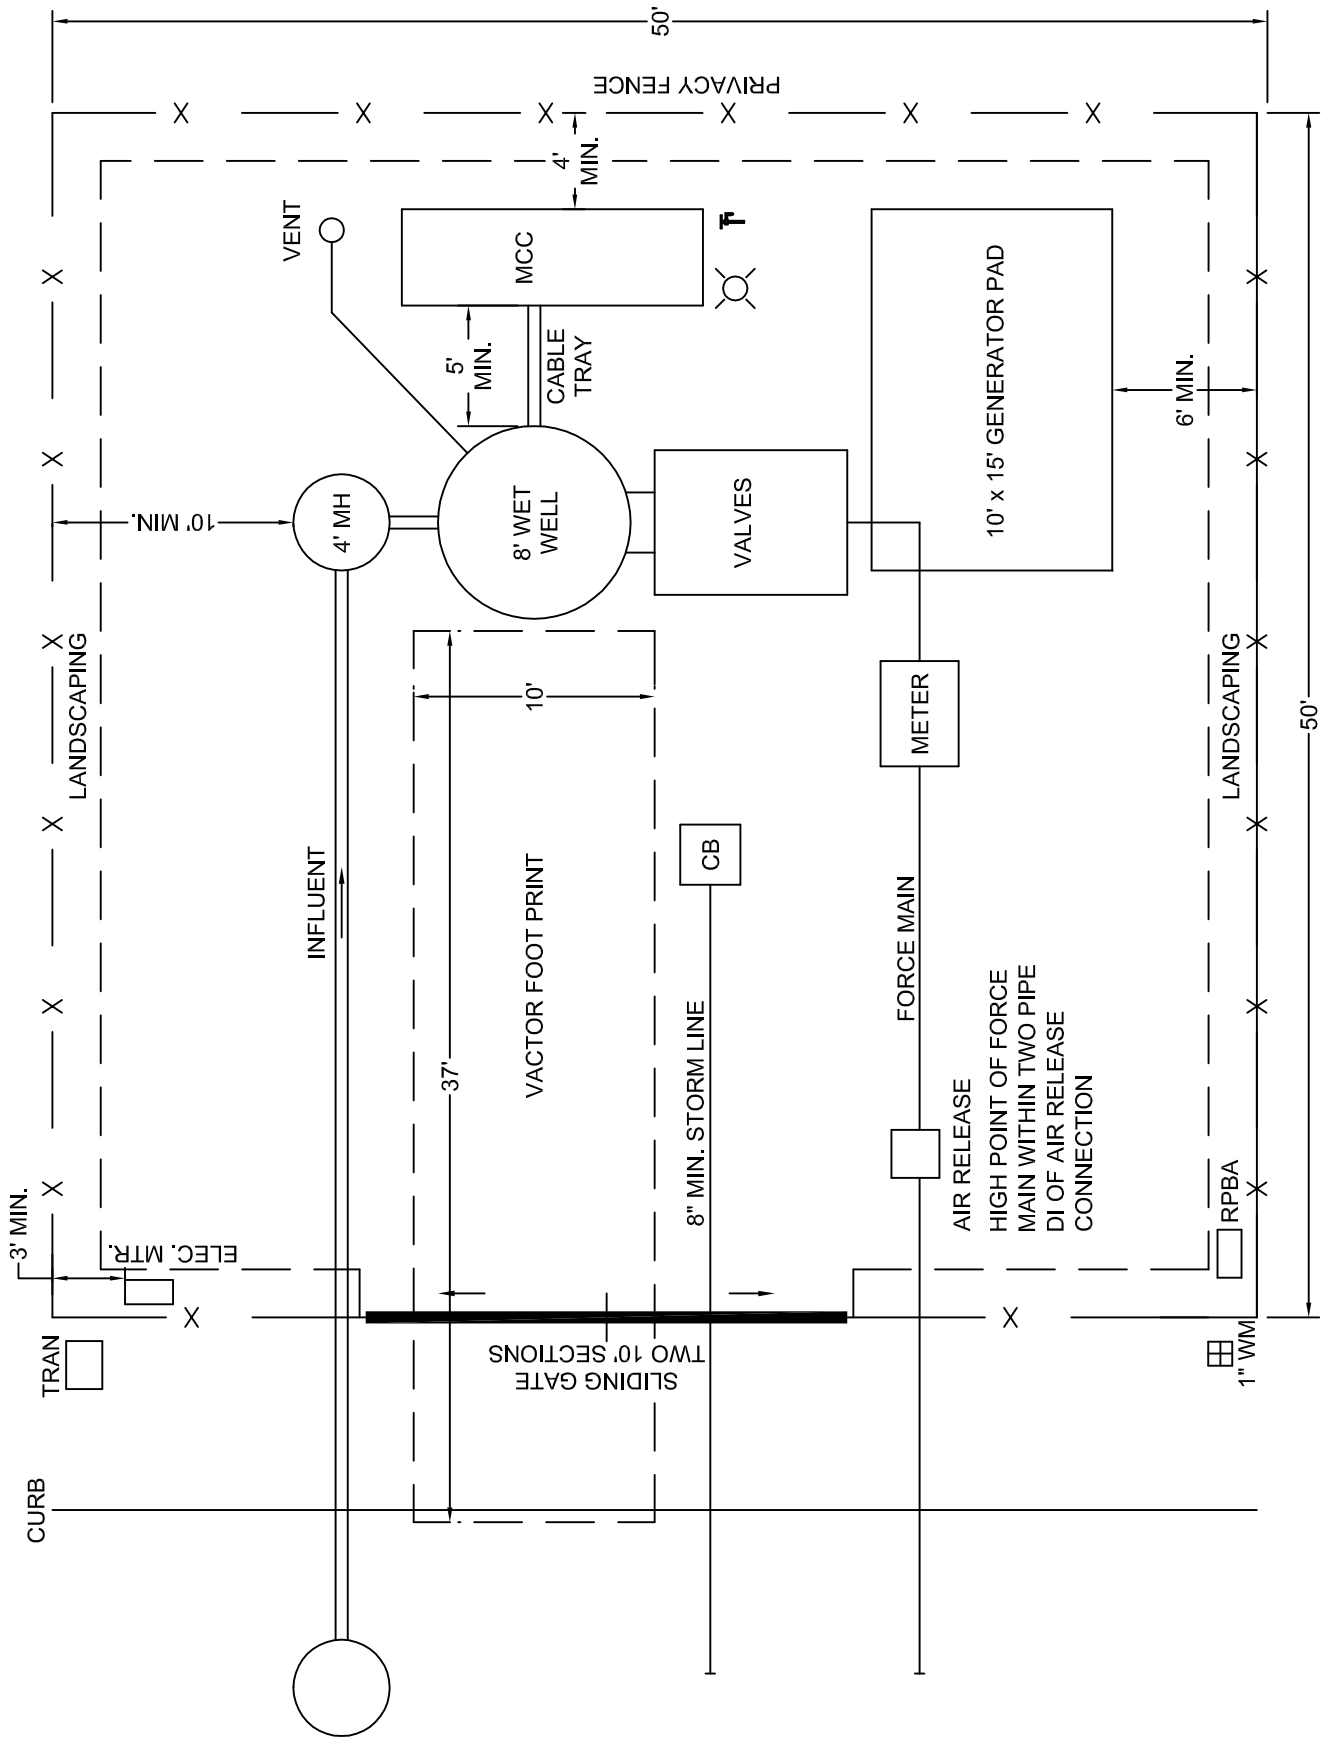 CURB
TRAN
3' MIN.
ELEC. MTR.
LANDSCAPING
10' MIN.
50'
PRIVACY FENCE
VENT
INFLUENT
4' MH
8' WET
WELL
5'
MIN.
CABLE
TRAY
MCC
4'
MIN.
37'
10'
VACTOR FOOT PRINT
SLIDING GATE
TWO 10' SECTIONS
8" MIN. STORM LINE
CB
VALVES
METER
FORCE MAIN
10' x 15' GENERATOR PAD
6' MIN.
AIR RELEASE
HIGH POINT OF FORCE
MAIN WITHIN TWO PIPE
DI OF AIR RELEASE
CONNECTION
RPBA
1" WM
LANDSCAPING
50'